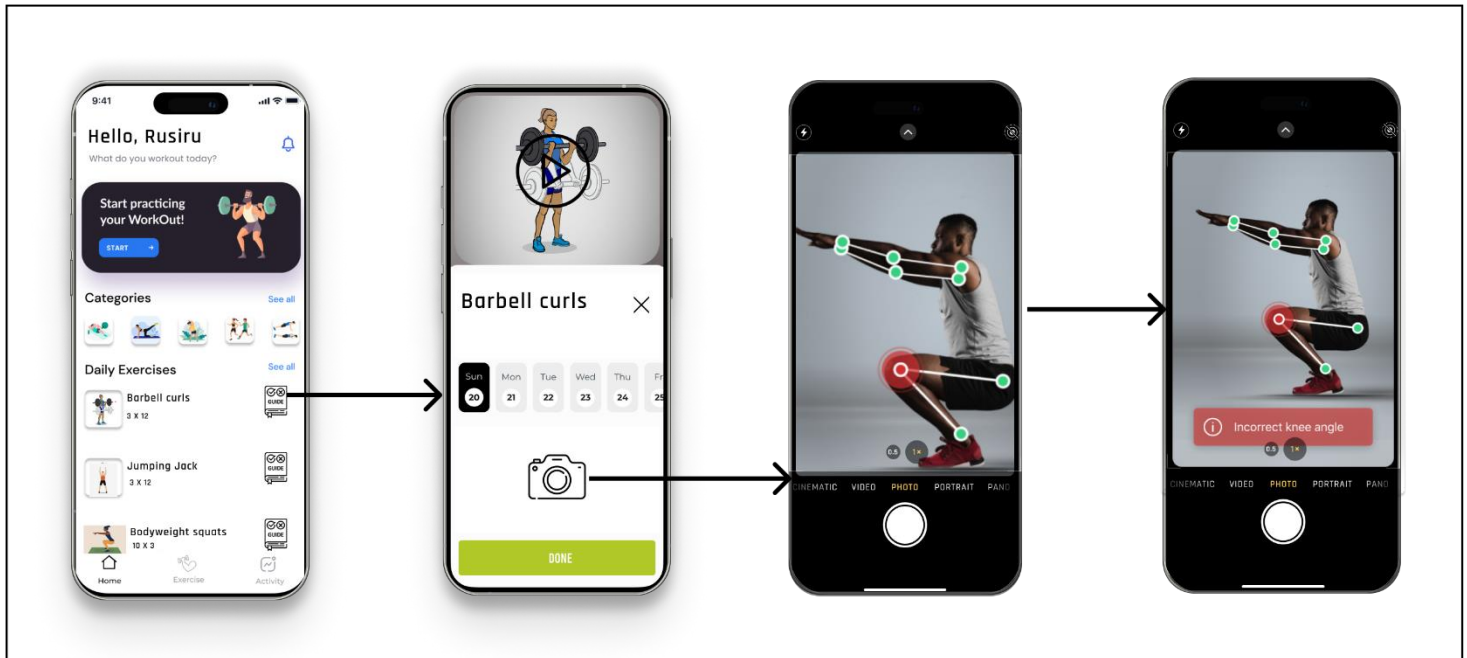 9:41
Hello, Rusiru
What do you workout today?
Start practicing
your WorkOut!
START →
Categories
See all
Daily Exercises
See all
Barbell curls
3 X 12
GUIDE
Jumping Jack
3 X 12
GUIDE
Bodyweight squats
10 X 3
GUIDE
Home
Exercise
Activity
Barbell curls
Sun
Mon
Tue
Wed
Thu
Fr
20
21
22
23
24
25
DONE
0.5
1×
CINEMATIC
VIDEO
PHOTO
PORTRAIT
PANO
Incorrect knee angle
0.5
1×
CINEMATIC
VIDEO
PHOTO
PORTRAIT
PANO